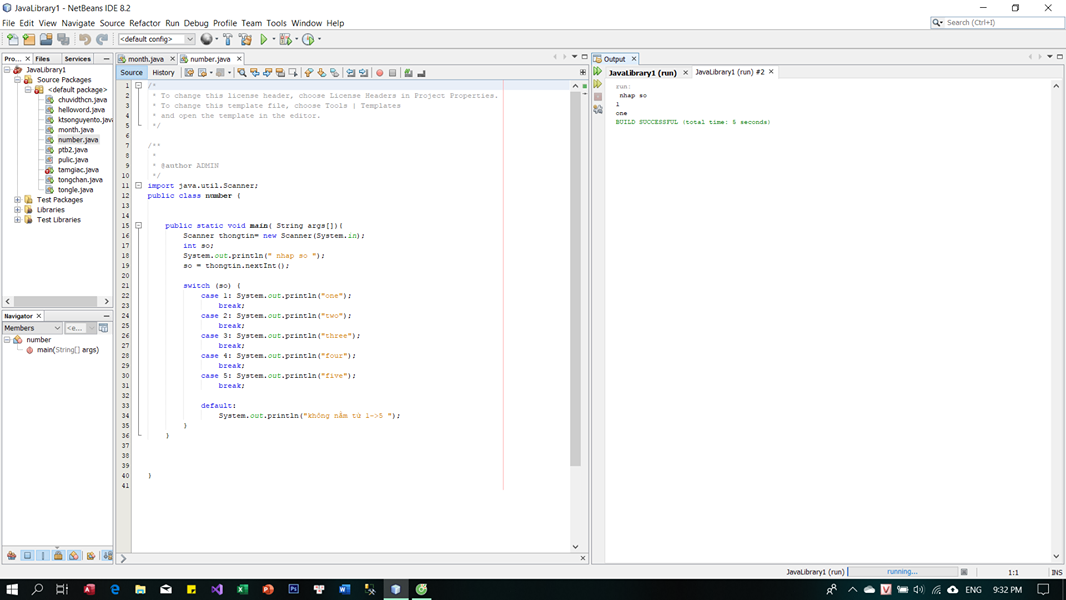 JavaLibrary1 - NetBeans IDE 8.2
File Edit View Navigate Source Refactor Run Debug Profile Team Tools Window Help
Search (Ctrl+I)
<default config>
Pro... Files Services
JavaLibrary1
Source Packages
<default package>
chuvidthcn.java
helloword.java
ktsonguyento.java
month.java
number.java
ptb2.java
pulic.java
tamgiac.java
tongchan.java
tongle.java
Test Packages
Libraries
Test Libraries
Navigator
Members <e...
number
main(String[] args)
month.java number.java
Source History
1 /*
2 * To change this license header, choose License Headers in Project Properties.
3 * To change this template file, choose Tools | Templates
4 * and open the template in the editor.
5 */
6
7 /**
8 *
9 * @author ADMIN
10 */
11 import java.util.Scanner;
12 public class number {
13
14
15 public static void main( String args[]){
16 Scanner thongtin= new Scanner(System.in);
17 int so;
18 System.out.println(" nhap so ");
19 so = thongtin.nextInt();
20
21 switch (so) {
22 case 1: System.out.println("one");
23 break;
24 case 2: System.out.println("two");
25 break;
26 case 3: System.out.println("three");
27 break;
28 case 4: System.out.println("four");
29 break;
30 case 5: System.out.println("five");
31 break;
32
33 default:
34 System.out.println("không nằm từ 1->5 ");
35 }
36 }
37
38
39
40 }
41
Output
JavaLibrary1 (run) JavaLibrary1 (run) #2
run:
nhap so
1
one
BUILD SUCCESSFUL (total time: 5 seconds)
JavaLibrary1 (run) running... 1:1 INS
ENG 9:32 PM